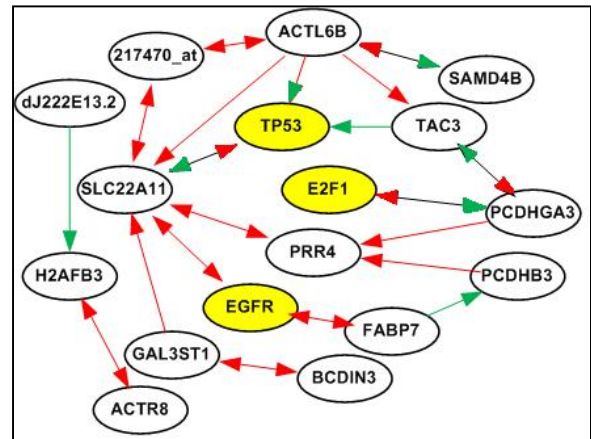 ACTL6B
217470_at
SAMD4B
dJ222E13.2
TP53
TAC3
SLC22A11
E2F1
PCDHGA3
PRR4
H2AFB3
PCDHB3
EGFR
FABP7
GAL3ST1
BCDIN3
ACTR8